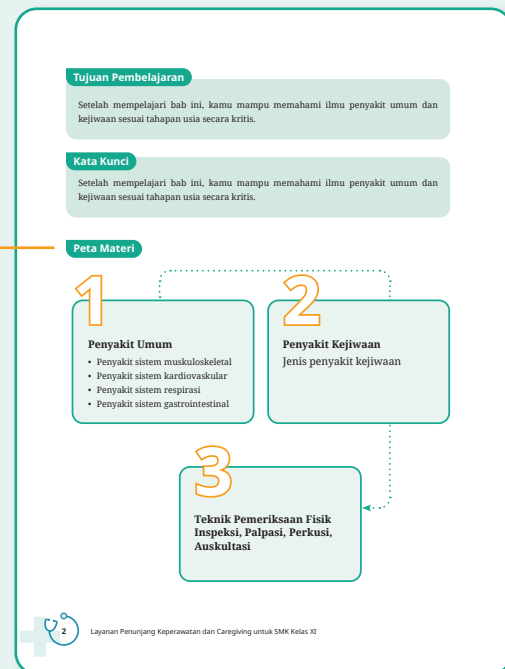 Tujuan Pembelajaran
Setelah mempelajari bab ini, kamu mampu memahami ilmu penyakit umum dan
kejiwaan sesuai tahapan usia secara kritis.
Kata Kunci
Setelah mempelajari bab ini, kamu mampu memahami ilmu penyakit umum dan
kejiwaan sesuai tahapan usia secara kritis.
Peta Materi
1
Penyakit Umum
• Penyakit sistem muskuloskeletal
• Penyakit sistem kardiovaskular
• Penyakit sistem respirasi
• Penyakit sistem gastrointestinal
2
Penyakit Kejiwaan
Jenis penyakit kejiwaan
3
Teknik Pemeriksaan Fisik
Inspeksi, Palpasi, Perkusi,
Auskultasi
2
Layanan Penunjang Keperawatan dan Caregiving untuk SMK Kelas XI